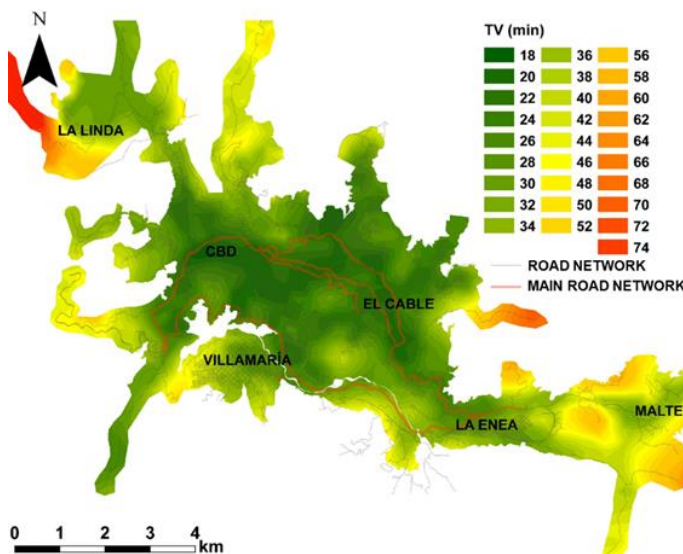 N
TV (min)
18 36 56
20 38 58
22 40 60
24 42 62
26 44 64
28 46 66
30 48 68
32 50 70
34 52 72
74
ROAD NETWORK
MAIN ROAD NETWORK
LA LINDA
CBD
EL CABLE
VILLAMARÍA
LA ENEA
MALTE
0 1 2 3 4
km